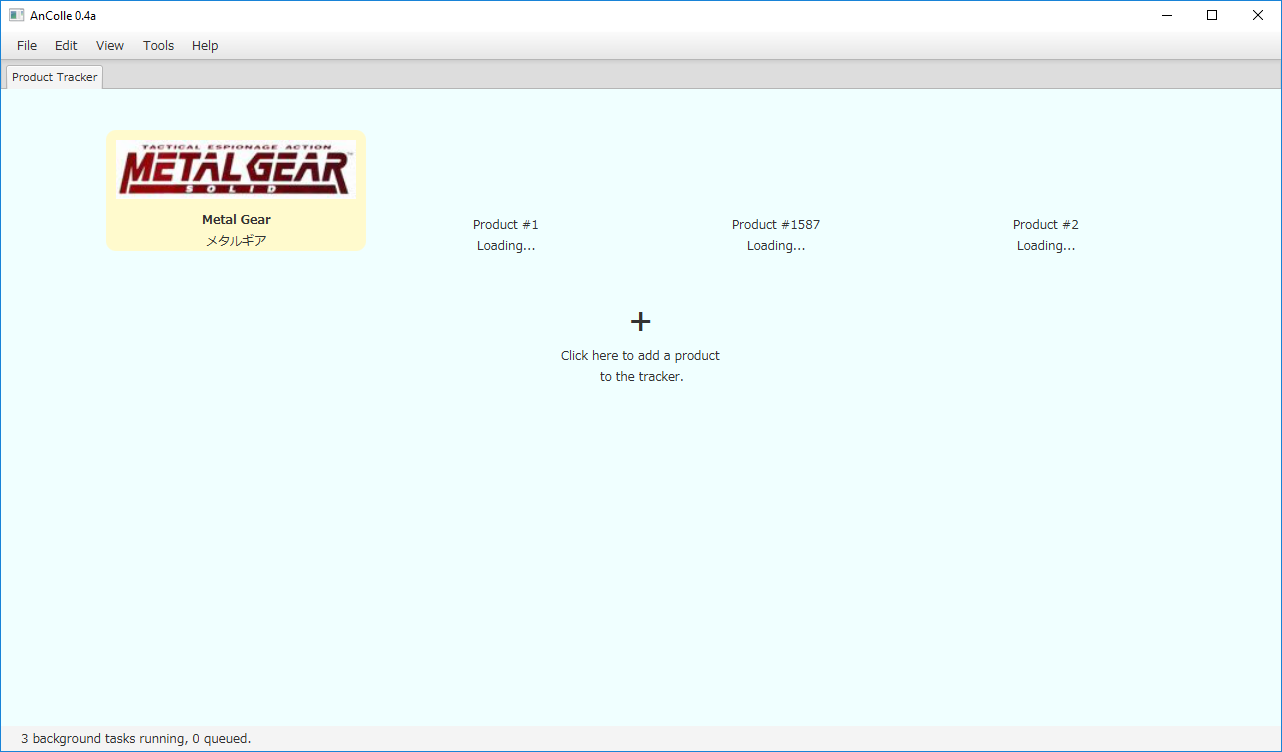 AnColle 0.4a
File Edit View Tools Help
Product Tracker
TACTICAL ESPIONAGE ACTION
METAL GEAR
SOLID
Metal Gear
メタルギア
Product #1
Loading...
Product #1587
Loading...
Product #2
Loading...
+
Click here to add a product
to the tracker.
3 background tasks running, 0 queued.